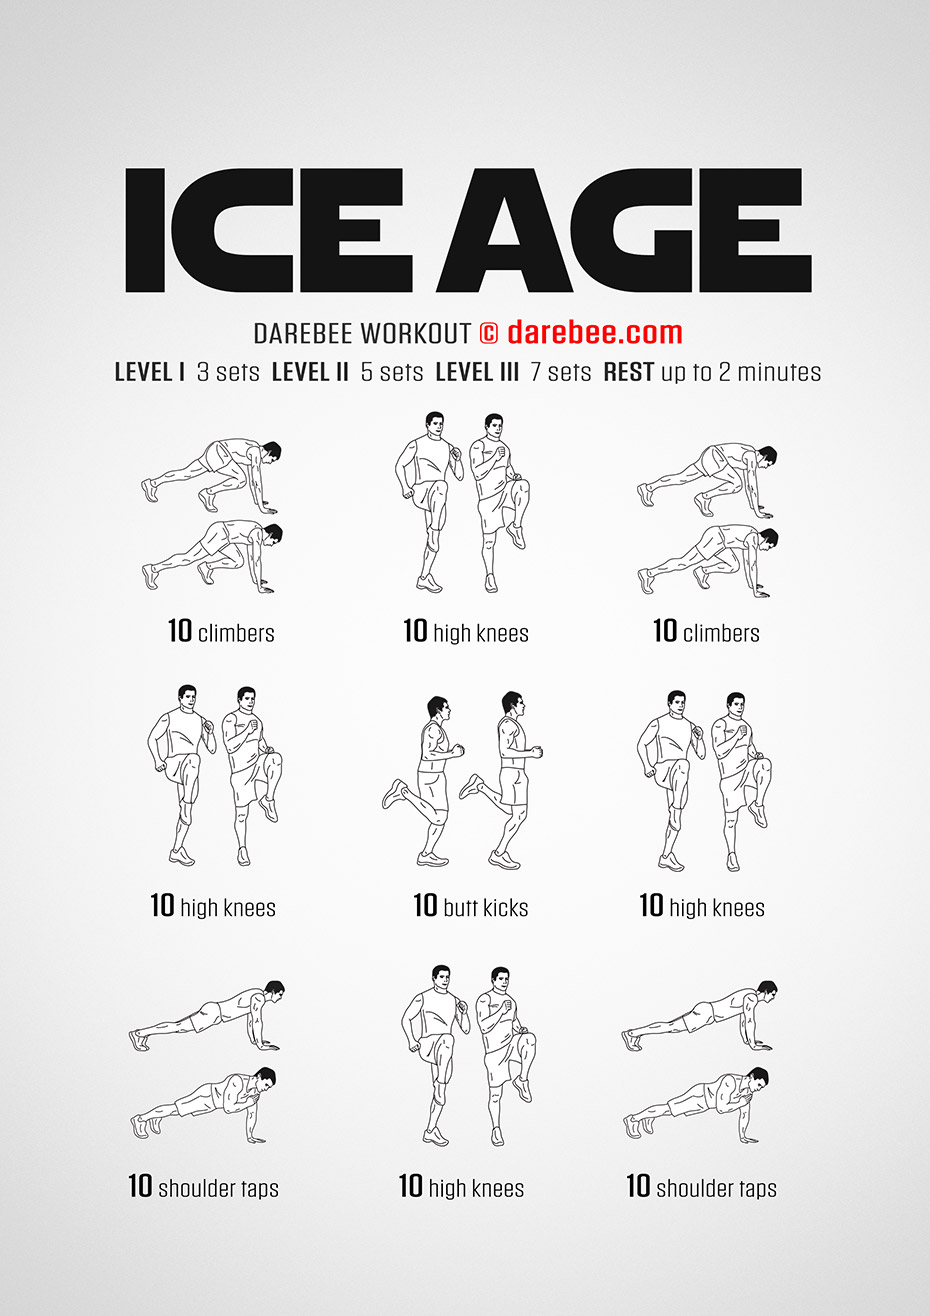 ICE AGE
DAREBEE WORKOUT © darebee.com
LEVEL I 3 sets LEVEL II 5 sets LEVEL III 7 sets REST up to 2 minutes
10 climbers
10 high knees
10 climbers
10 high knees
10 butt kicks
10 high knees
10 shoulder taps
10 high knees
10 shoulder taps